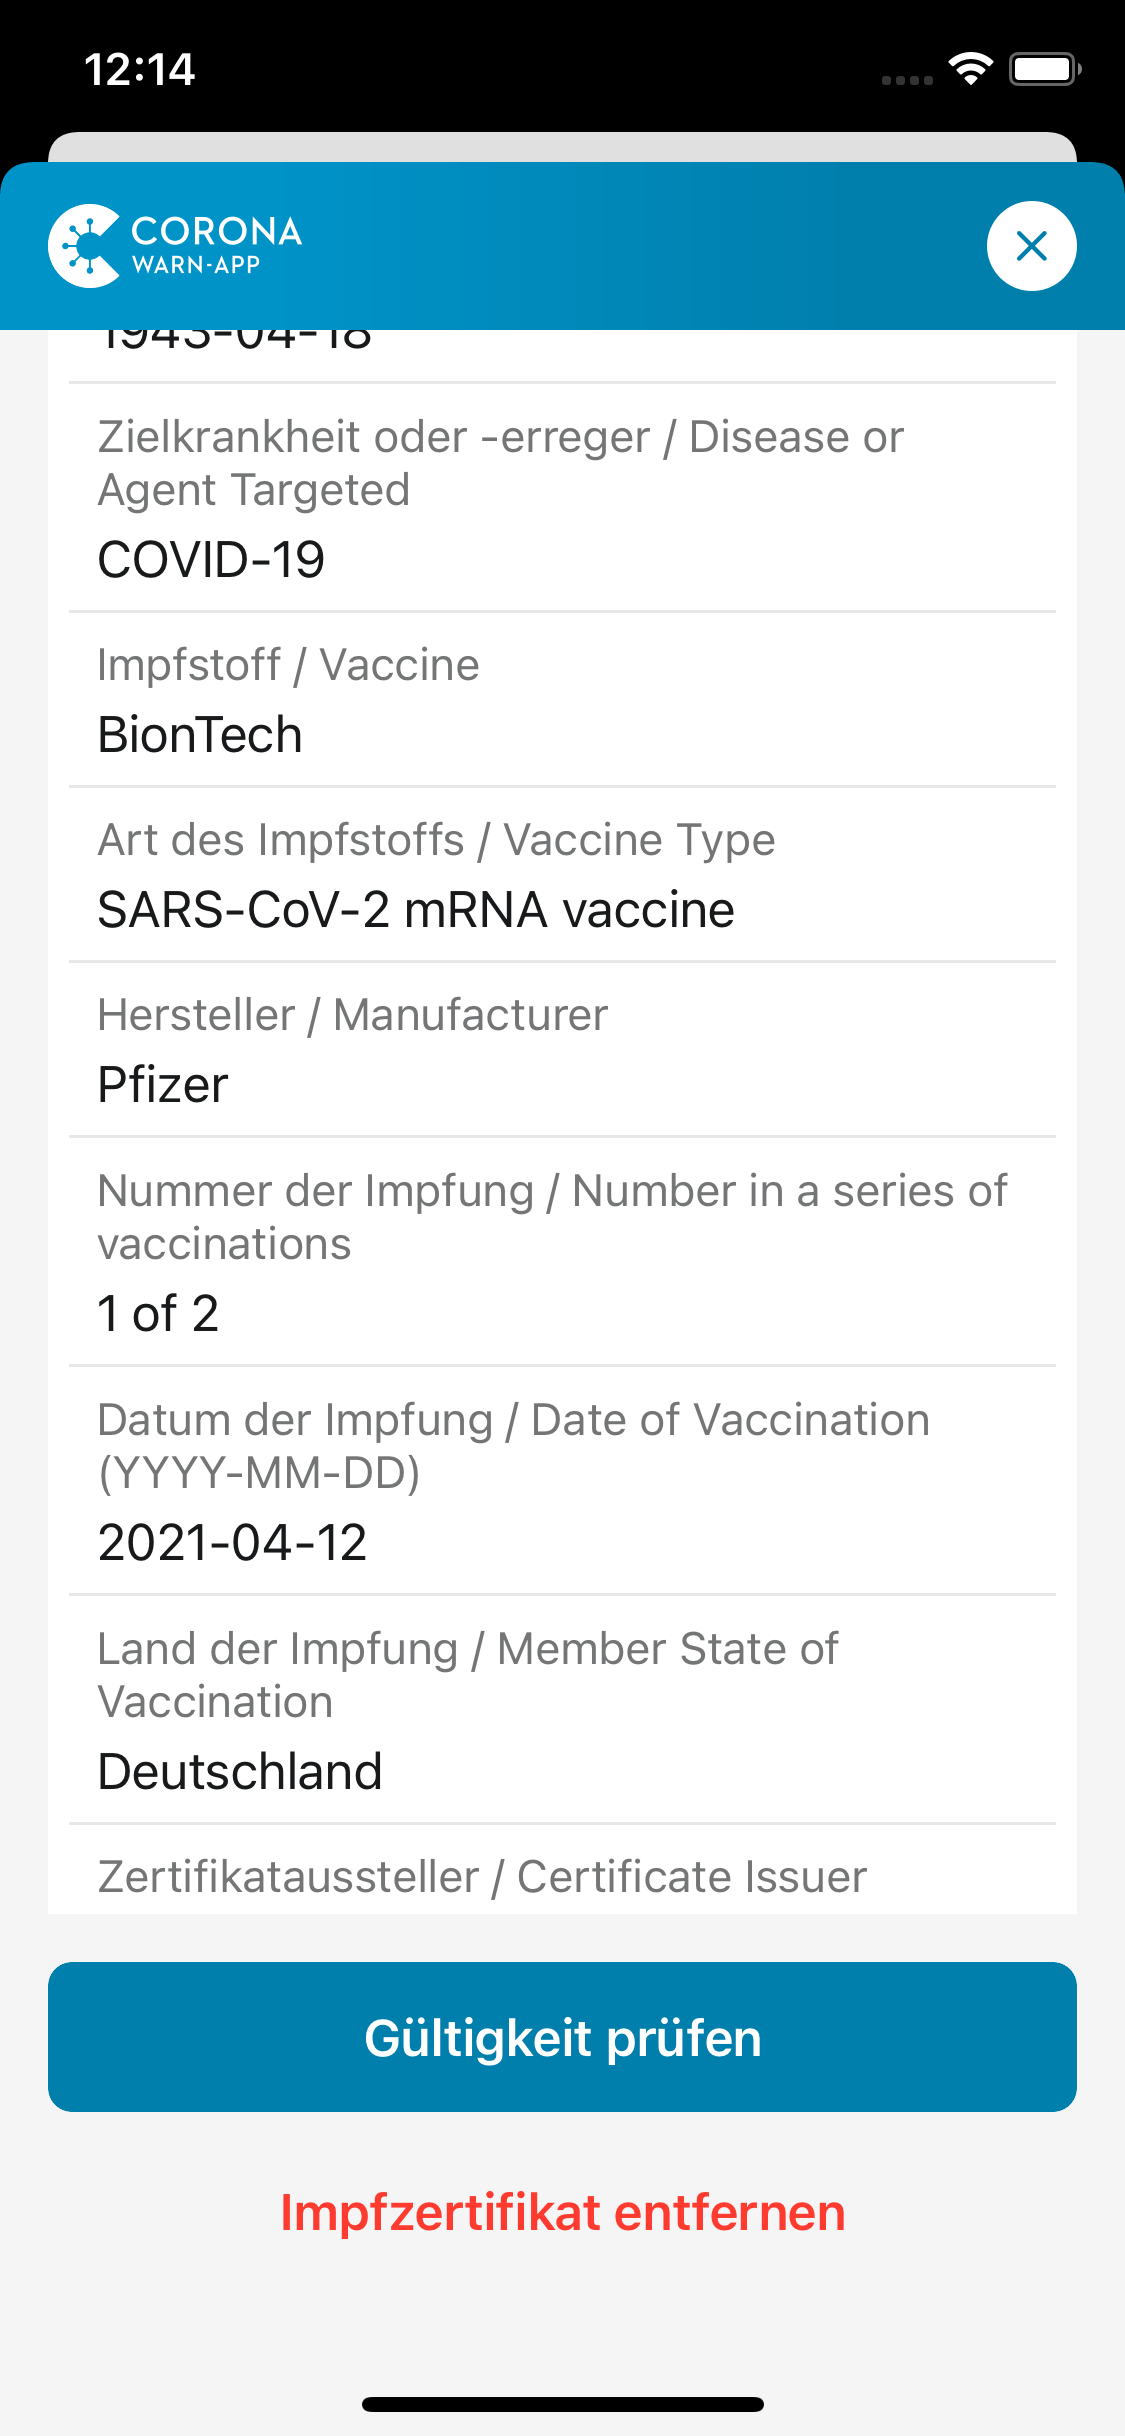 12:14
CORONA
WARN-APP
1943-04-18
Zielkrankheit oder -erreger / Disease or
Agent Targeted
COVID-19
Impfstoff / Vaccine
BionTech
Art des Impfstoffs / Vaccine Type
SARS-CoV-2 mRNA vaccine
Hersteller / Manufacturer
Pfizer
Nummer der Impfung / Number in a series of
vaccinations
1 of 2
Datum der Impfung / Date of Vaccination
(YYYY-MM-DD)
2021-04-12
Land der Impfung / Member State of
Vaccination
Deutschland
Zertifikataussteller / Certificate Issuer
Gültigkeit prüfen
Impfzertifikat entfernen